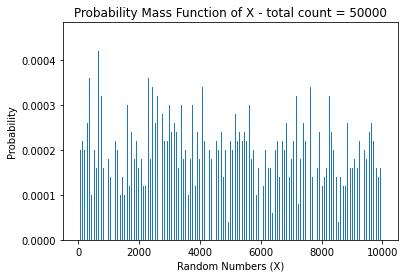 Probability Mass Function of X - total count = 50000
0.0004
0.0003
0.0002
0.0001
0.0000
Probability
0 2000 4000 6000 8000 10000
Random Numbers (X)